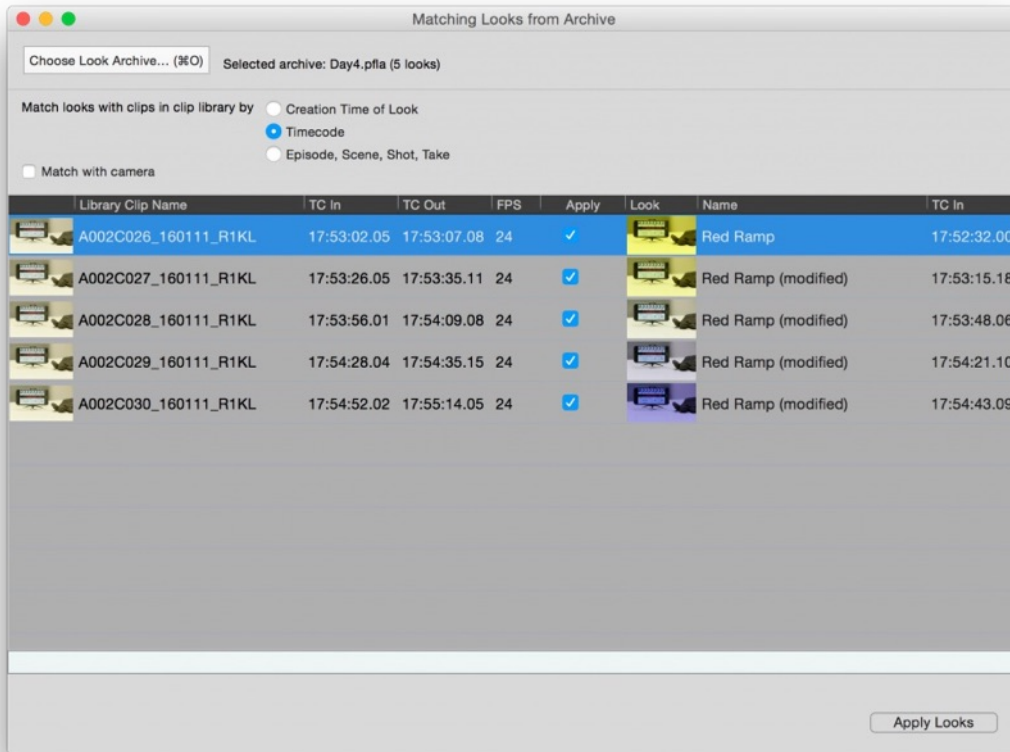 Matching Looks from Archive
Choose Look Archive... (⌘O) Selected archive: Day4.pfla (5 looks)
Match looks with clips in clip library by Creation Time of Look
Timecode
Episode, Scene, Shot, Take
Match with camera
Library Clip Name TC In TC Out FPS Apply Look Name TC In
A002C026_160111_R1KL 17:53:02.05 17:53:07.08 24 Red Ramp 17:52:32.00
A002C027_160111_R1KL 17:53:26.05 17:53:35.11 24 Red Ramp (modified) 17:53:15.18
A002C028_160111_R1KL 17:53:56.01 17:54:09.08 24 Red Ramp (modified) 17:53:48.06
A002C029_160111_R1KL 17:54:28.04 17:54:35.15 24 Red Ramp (modified) 17:54:21.10
A002C030_160111_R1KL 17:54:52.02 17:55:14.05 24 Red Ramp (modified) 17:54:43.09
Apply Looks